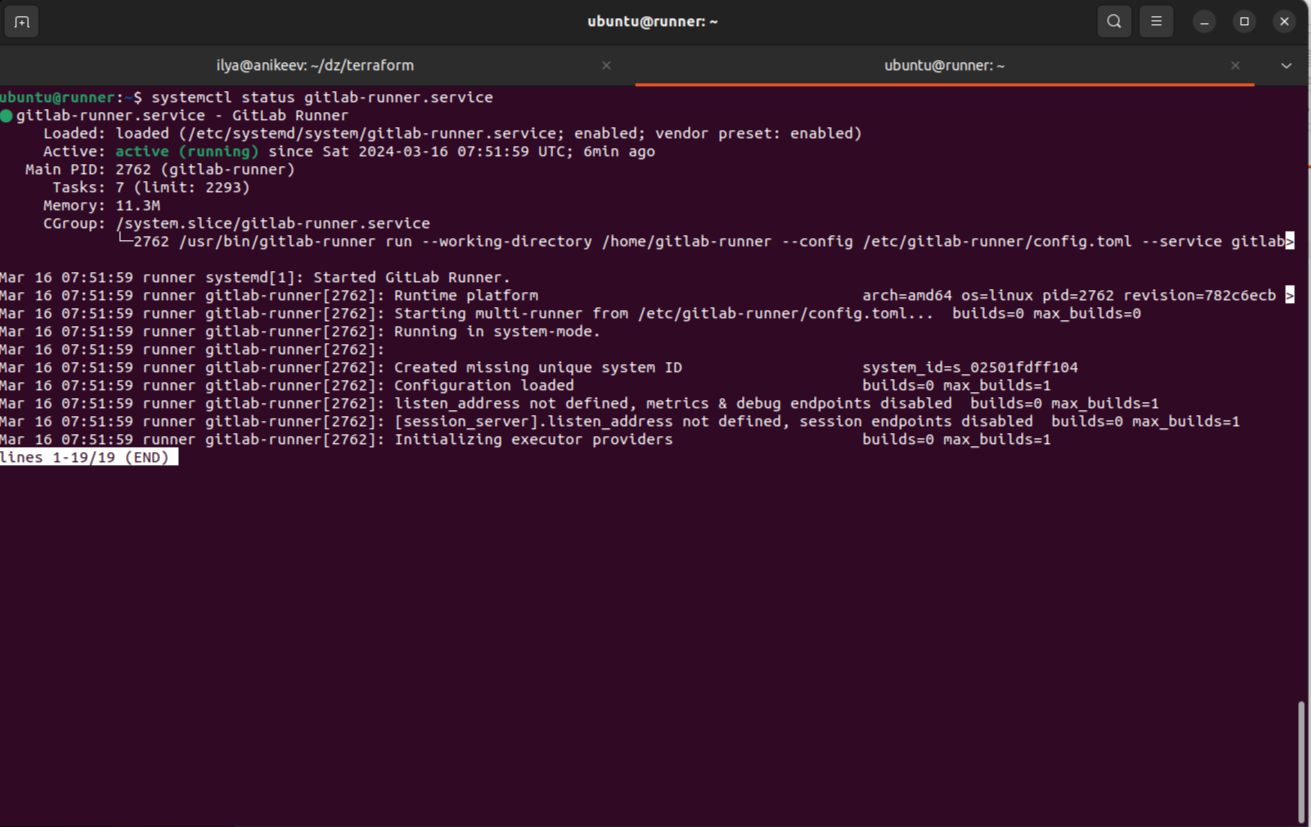 ubuntu@runner: ~
ilya@anikeev: ~/dz/terraform
ubuntu@runner: ~
ubuntu@runner:~$ systemctl status gitlab-runner.service
● gitlab-runner.service - GitLab Runner
Loaded: loaded (/etc/systemd/system/gitlab-runner.service; enabled; vendor preset: enabled)
Active: active (running) since Sat 2024-03-16 07:51:59 UTC; 6min ago
Main PID: 2762 (gitlab-runner)
Tasks: 7 (limit: 2293)
Memory: 11.3M
CGroup: /system.slice/gitlab-runner.service
└─2762 /usr/bin/gitlab-runner run --working-directory /home/gitlab-runner --config /etc/gitlab-runner/config.toml --service gitlab>
Mar 16 07:51:59 runner systemd[1]: Started GitLab Runner.
Mar 16 07:51:59 runner gitlab-runner[2762]: Runtime platform arch=amd64 os=linux pid=2762 revision=782c6ecb >
Mar 16 07:51:59 runner gitlab-runner[2762]: Starting multi-runner from /etc/gitlab-runner/config.toml... builds=0 max_builds=0
Mar 16 07:51:59 runner gitlab-runner[2762]: Running in system-mode.
Mar 16 07:51:59 runner gitlab-runner[2762]:
Mar 16 07:51:59 runner gitlab-runner[2762]: Created missing unique system ID system_id=s_02501fdff104
Mar 16 07:51:59 runner gitlab-runner[2762]: Configuration loaded builds=0 max_builds=1
Mar 16 07:51:59 runner gitlab-runner[2762]: listen_address not defined, metrics & debug endpoints disabled builds=0 max_builds=1
Mar 16 07:51:59 runner gitlab-runner[2762]: [session_server].listen_address not defined, session endpoints disabled builds=0 max_builds=1
Mar 16 07:51:59 runner gitlab-runner[2762]: Initializing executor providers builds=0 max_builds=1
lines 1-19/19 (END)